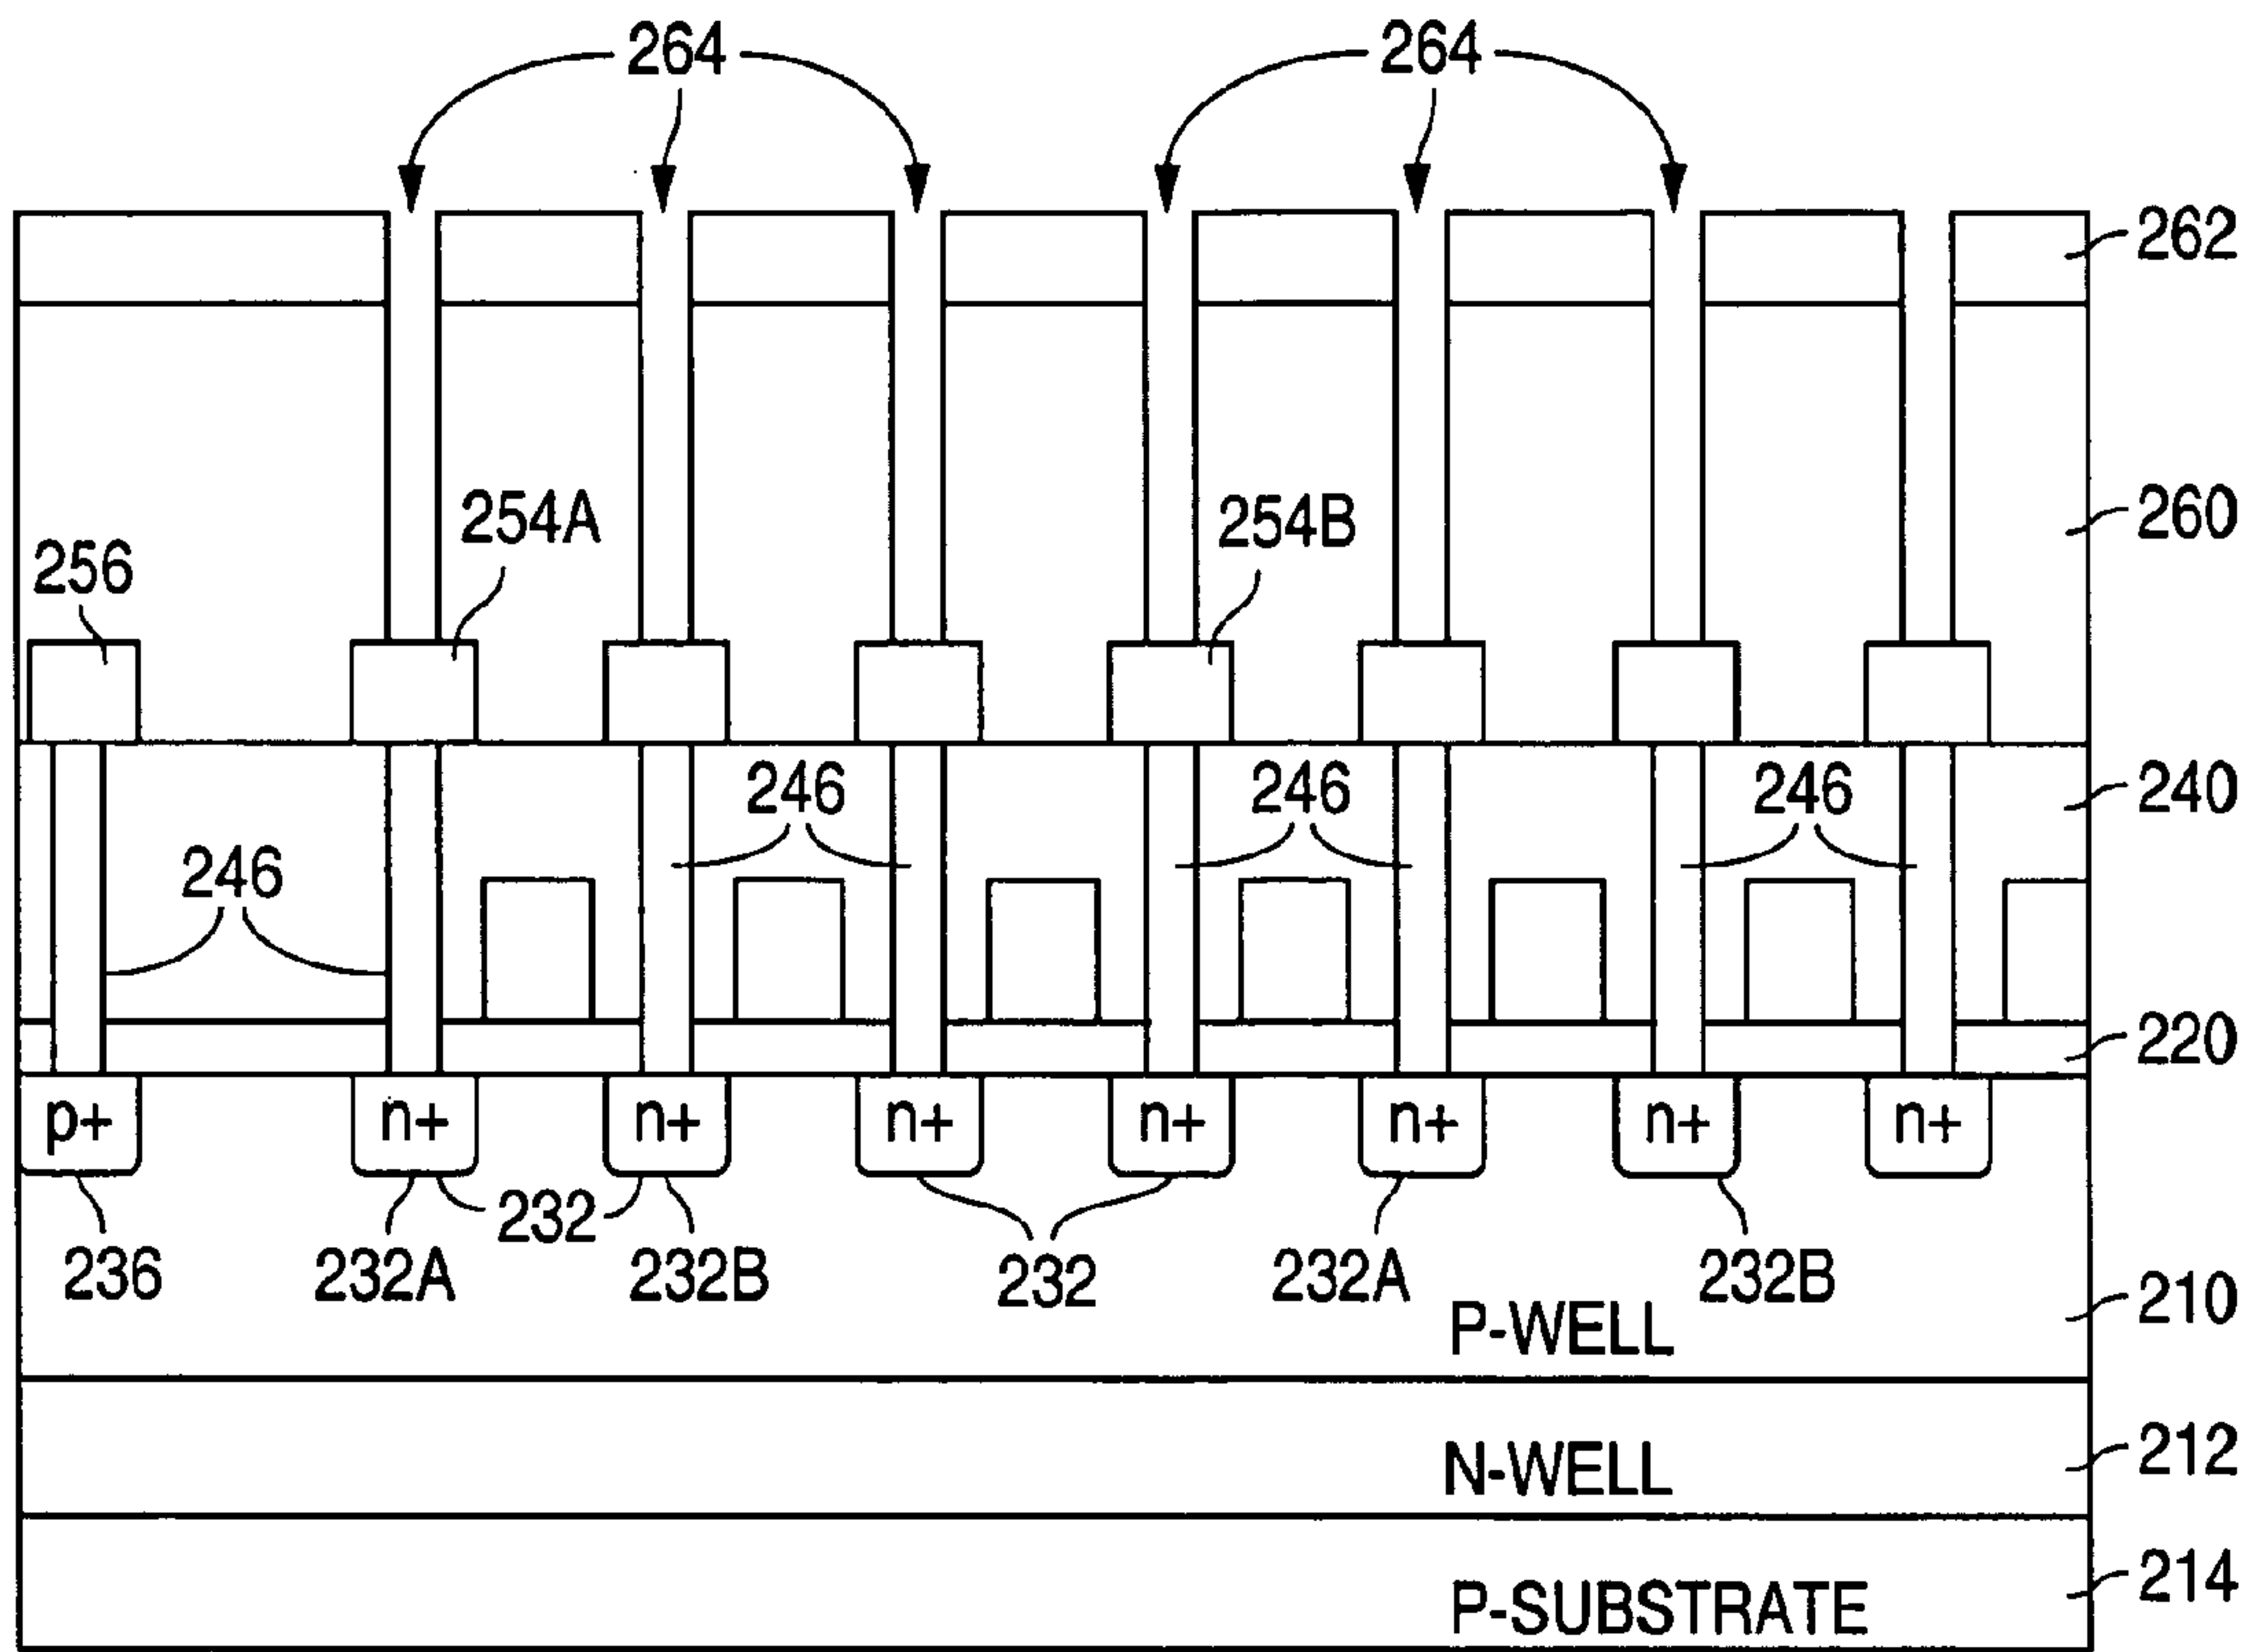 264 264
262
254A 254B 260
256
246 246 246 240
246
220
p+ n+ n+ n+ n+ n+ n+ n+
232 232
236 232A 232B 232A 232B 210
P-WELL
N-WELL 212
P-SUBSTRATE 214